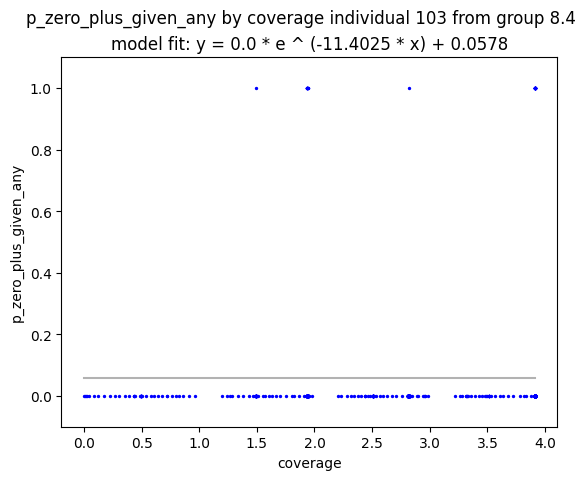 p_zero_plus_given_any by coverage individual 103 from group 8.4
model fit: y = 0.0 * e ^ (-11.4025 * x) + 0.0578
p_zero_plus_given_any
1.0
0.8
0.6
0.4
0.2
0.0
0.0 0.5 1.0 1.5 2.0 2.5 3.0 3.5 4.0
coverage